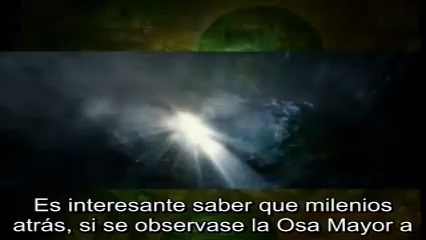 Es interesante saber que milenios
atrás, si se observase la Osa Mayor a